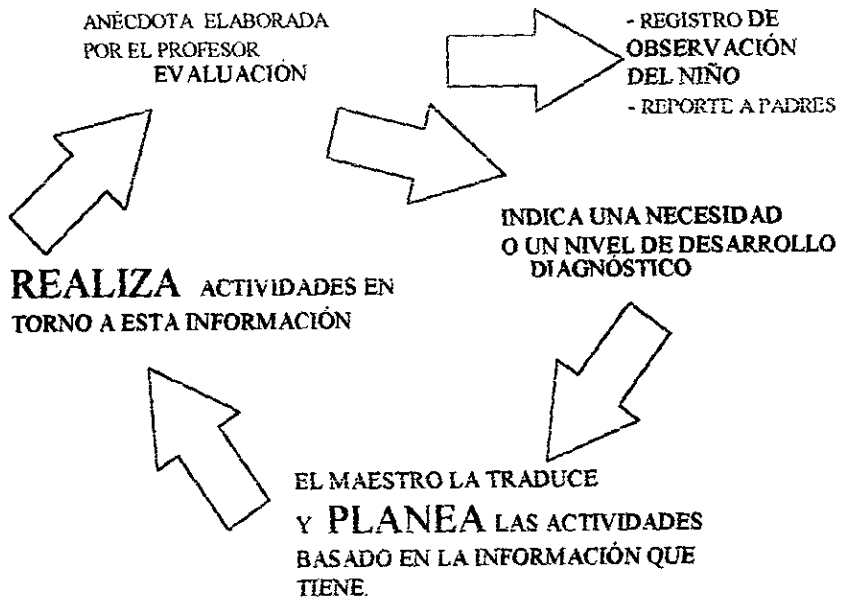 ANÉCDOTA ELABORADA
POR EL PROFESOR
EVALUACIÓN
- REGISTRO DE
OBSERVACIÓN
DEL NIÑO
- REPORTE A PADRES
INDICA UNA NECESIDAD
O UN NIVEL DE DESARROLLO
DIAGNÓSTICO
EL MAESTRO LA TRADUCE
Y PLANEA LAS ACTIVIDADES
BASADO EN LA INFORMACIÓN QUE
TIENE.
REALIZA ACTIVIDADES EN
TORNO A ESTA INFORMACIÓN